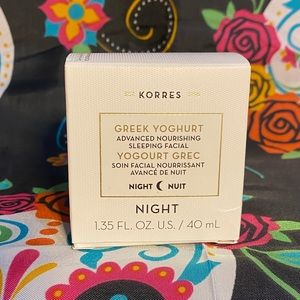 KORRES
GREEK YOGHURT
ADVANCED NOURISHING
SLEEPING FACIAL
YOGOURT GREC
SOIN FACIAL NOURRISSANT
AVANCÉ DE NUIT
NIGHT NUIT
NIGHT
1.35 FL. OZ. U.S. / 40 mL